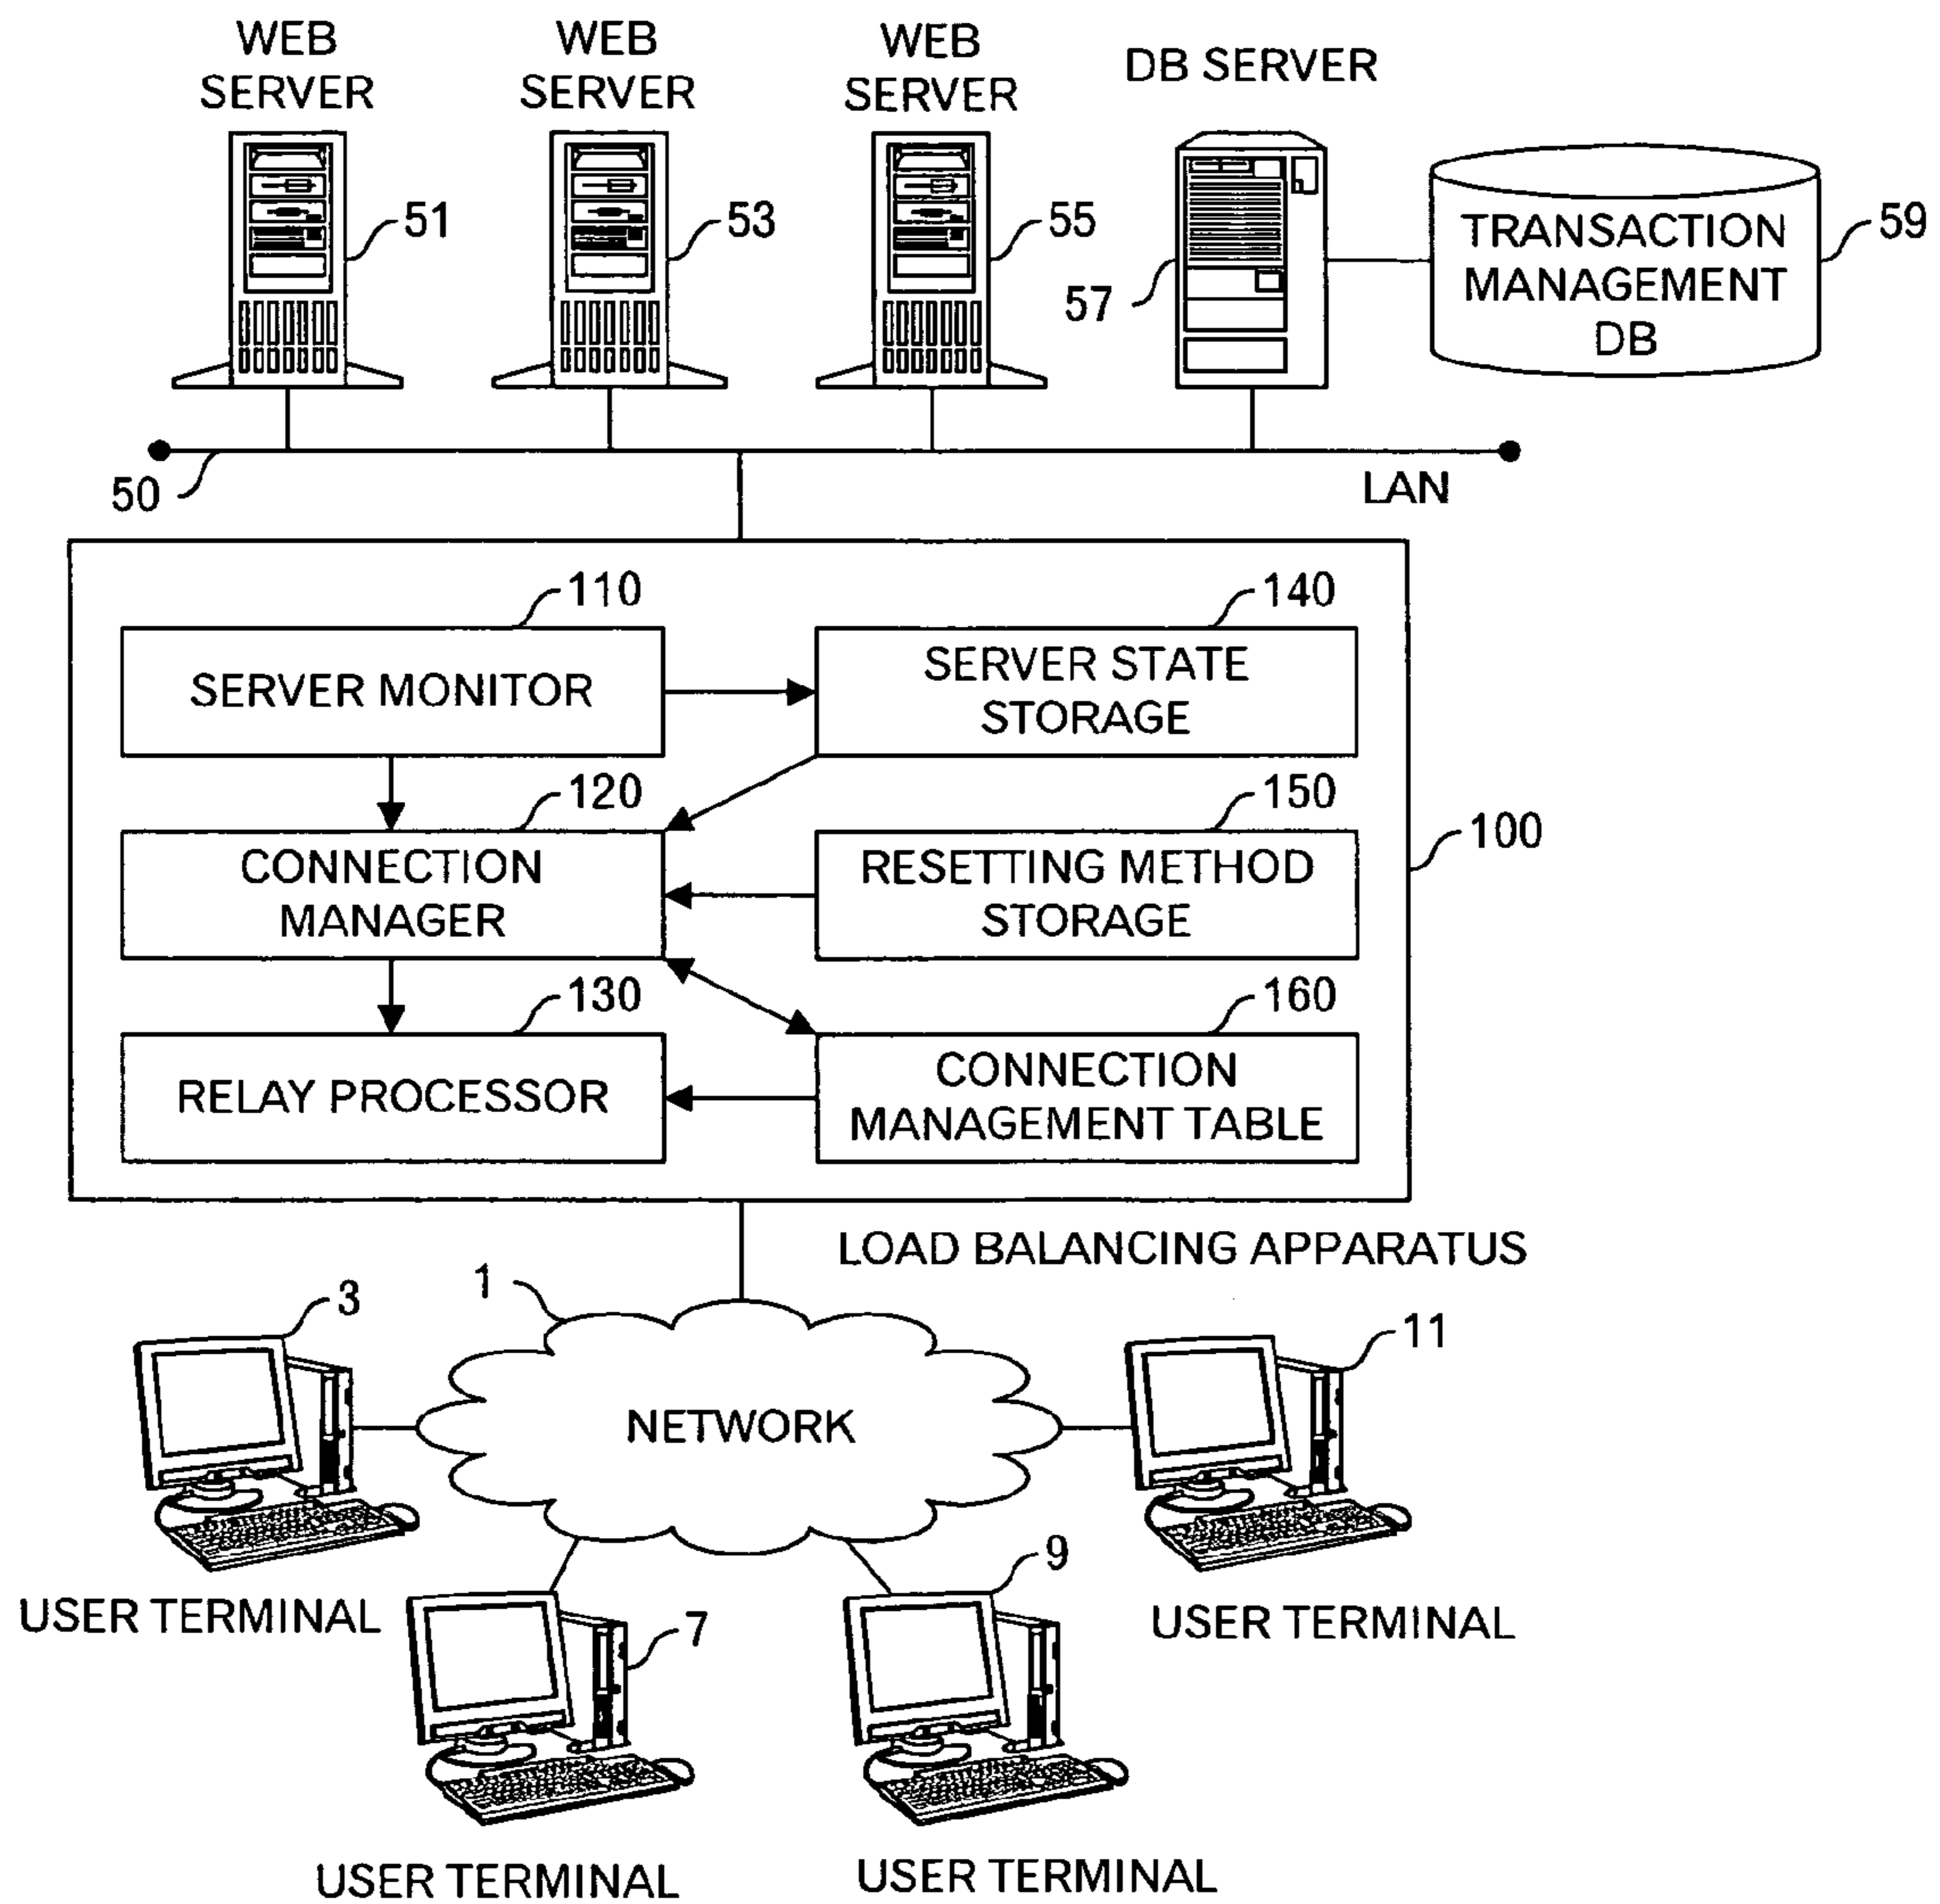 WEB
SERVER
WEB
SERVER
WEB
SERVER
DB SERVER
51
53
55
57
TRANSACTION
MANAGEMENT
DB
59
50
LAN
110
SERVER MONITOR
140
SERVER STATE
STORAGE
120
CONNECTION
MANAGER
150
RESETTING METHOD
STORAGE
100
130
RELAY PROCESSOR
160
CONNECTION
MANAGEMENT TABLE
LOAD BALANCING APPARATUS
1
NETWORK
3
USER TERMINAL
11
USER TERMINAL
7
USER TERMINAL
9
USER TERMINAL